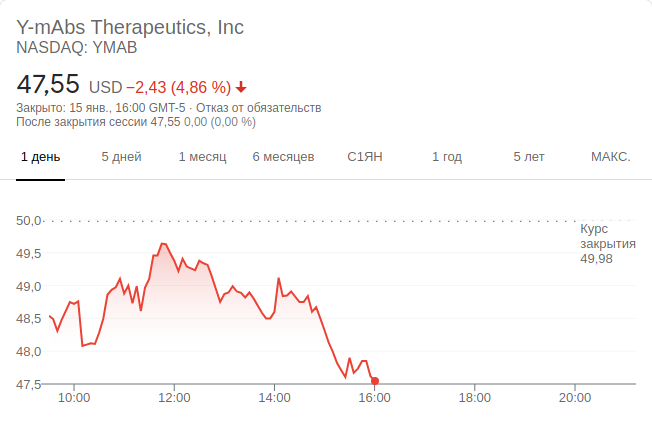 Y-mAbs Therapeutics, Inc
NASDAQ: YMAB
47,55 USD −2,43 (4,86 %)
Закрыто: 15 янв., 16:00 GMT-5 · Отказ от обязательств
После закрытия сессии 47,55 0,00 (0,00 %)
1 день 5 дней 1 месяц 6 месяцев С1ЯН 1 год 5 лет МАКС.
50,0
Курс
закрытия
49,98
49,5
49,0
48,5
48,0
47,5
10:00 12:00 14:00 16:00 18:00 20:00